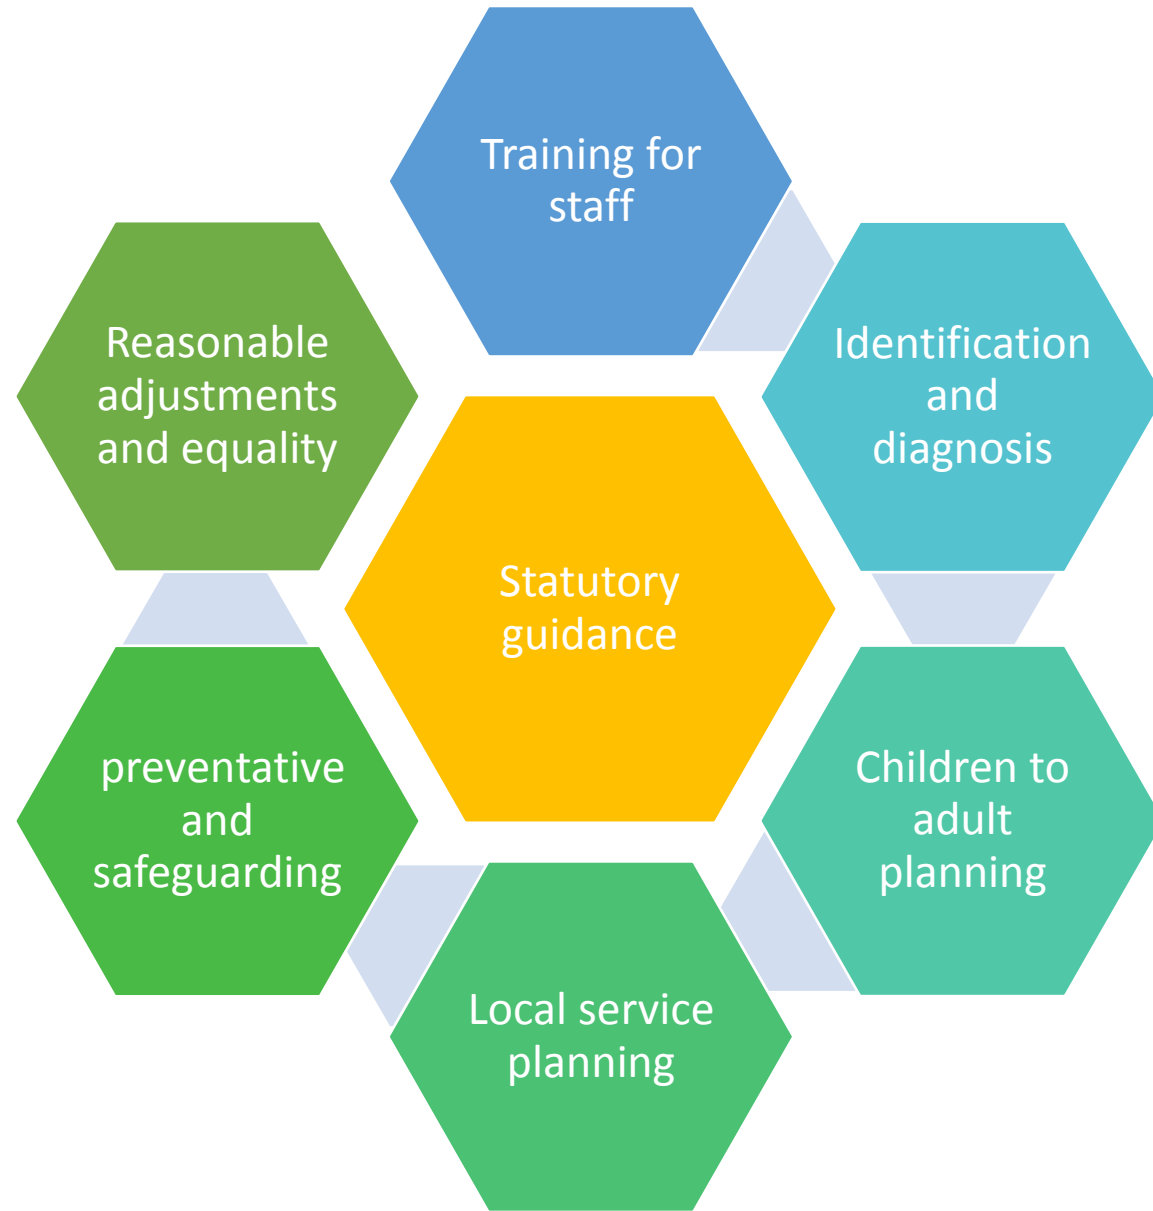 Training for
staff
Identification
and
diagnosis
Children to
adult
planning
Local service
planning
preventative
and
safeguarding
Reasonable
adjustments
and equality
Statutory
guidance